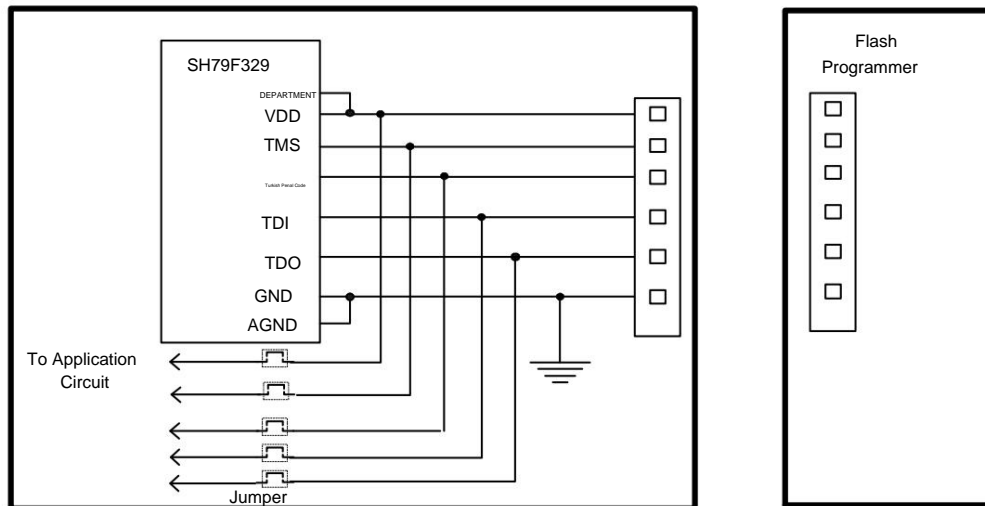 SH79F329
DEPARTMENT
VDD
TMS
Turkish Penal Code
TDI
TDO
GND
AGND
To Application
Circuit
Jumper
Flash
Programmer